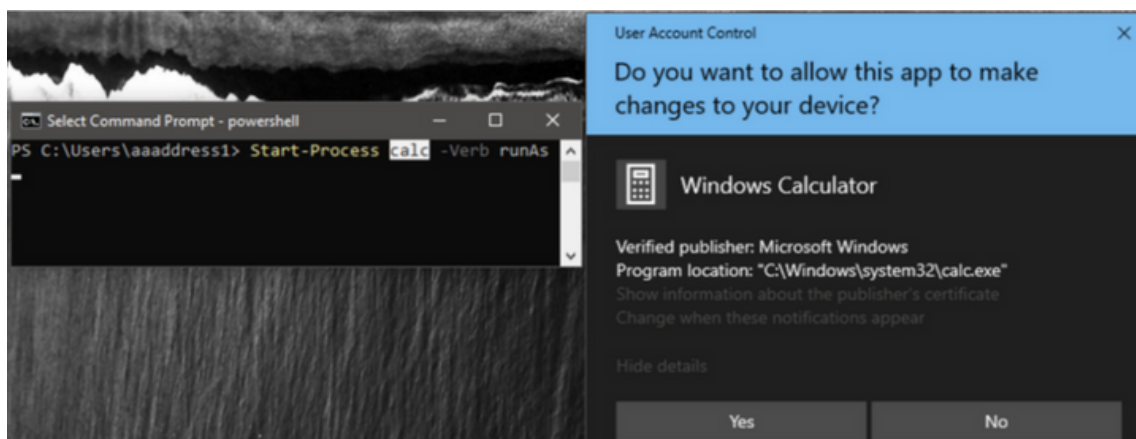 Select Command Prompt - powershell
PS C:\Users\aaaddress1> Start-Process calc -Verb runAs
User Account Control
Do you want to allow this app to make
changes to your device?
Windows Calculator
Verified publisher: Microsoft Windows
Program location: "C:\Windows\system32\calc.exe"
Show information about the publisher's certificate
Change when these notifications appear
Hide details
Yes
No